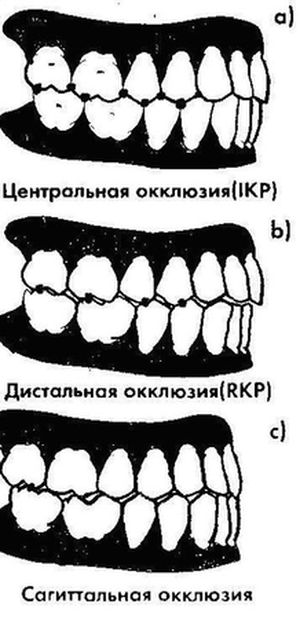 a)
Центральная окклюзия(IKP)
b)
Дистальная окклюзия(RKP)
c)
Сагиттальная окклюзия